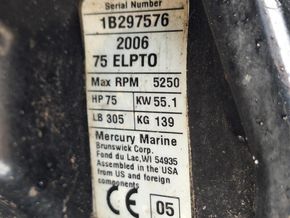 Serial Number
1B297576
2006
75 ELPTO
Max RPM 5250
HP 75 KW 55.1
LB 305 KG 139
Mercury Marine
Brunswick Corp.
Fond du Lac, WI 54935
Assembled in the USA
from US and foreign
components
CE 05